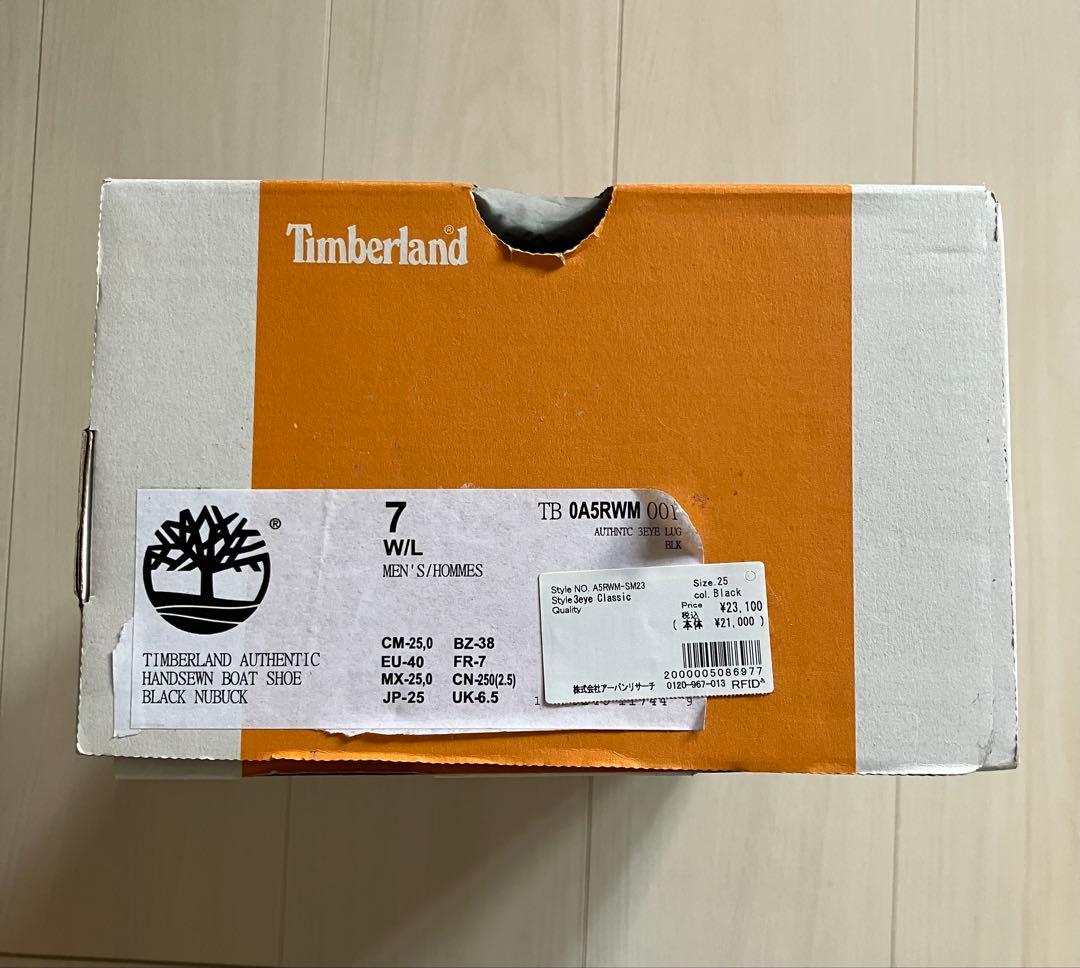 Timberland®
®
7
W/L
MEN'S/HOMMES
TB 0A5RWM 001
AUTHNTC 3EYE LUG
BLK
CM-25,0 BZ-38
EU-40 FR-7
MX-25,0 CN-250(2.5)
JP-25 UK-6.5
TIMBERLAND AUTHENTIC
HANDSEWN BOAT SHOE
BLACK NUBUCK
Style NO. A5RWM-SM23
Style 3eye Classic
Quality
Size. 25
col. Black
Price ¥23,100
税込
( 本体 ¥21,000 )
2000005086977
株式会社アーバンリサーチ 0120-967-013 RFID